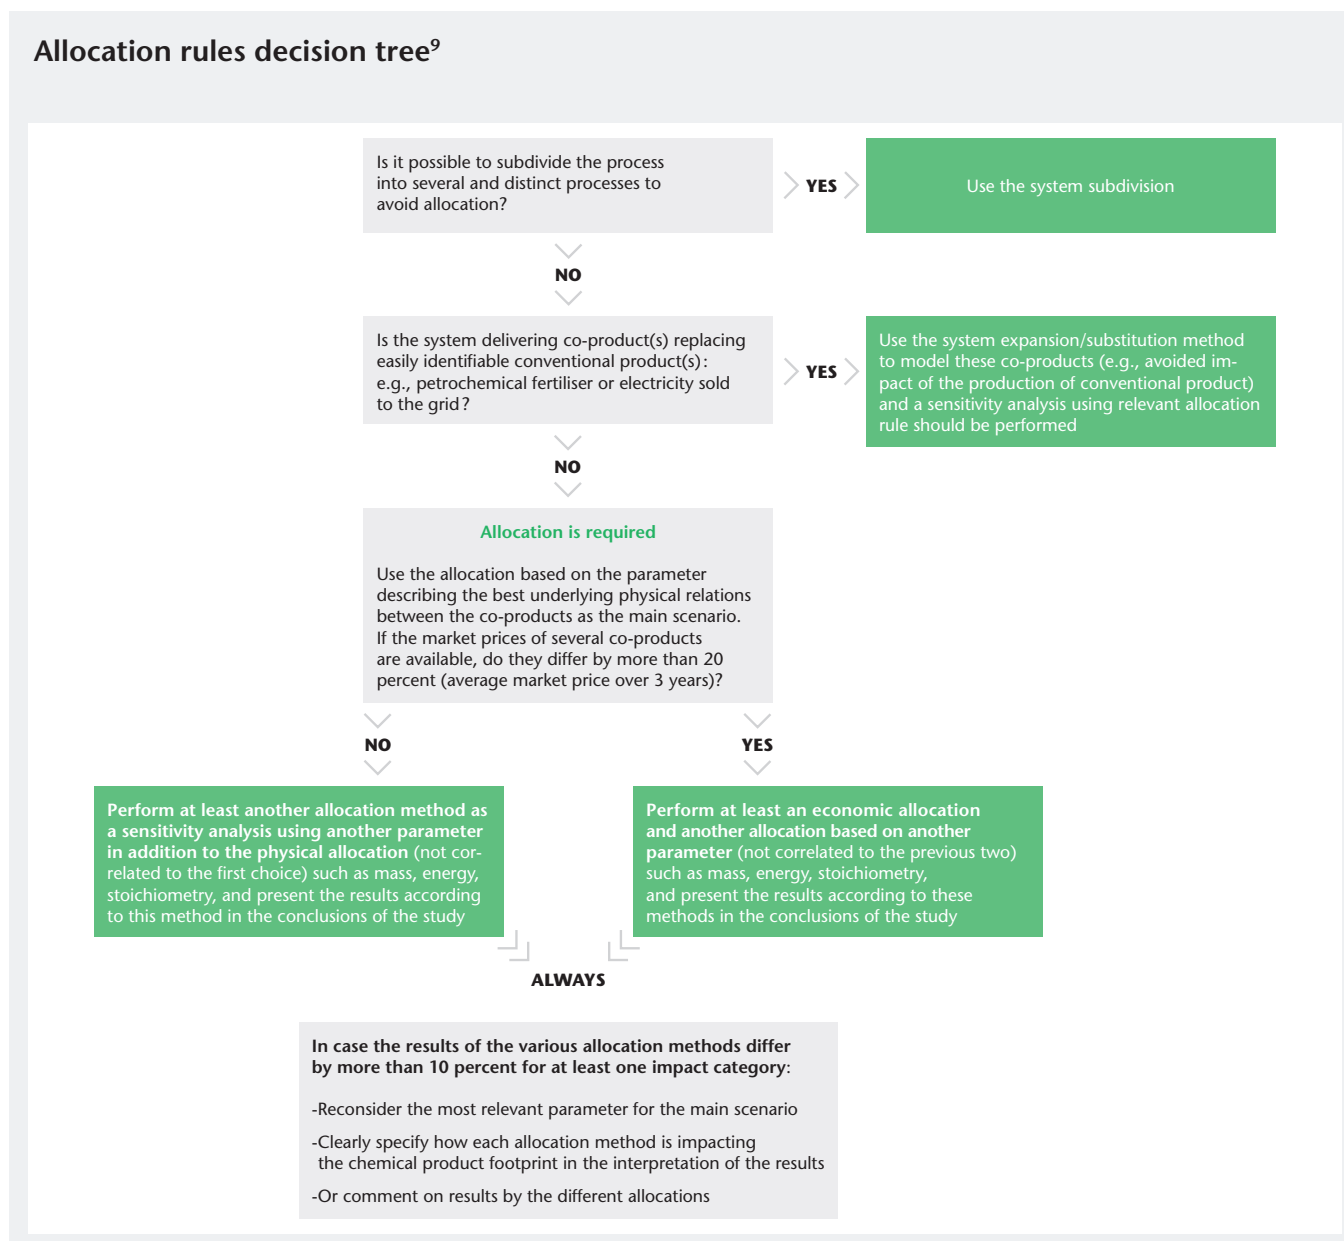 Allocation rules decision tree⁹
Is it possible to subdivide the process
into several and distinct processes to
avoid allocation?
YES
Use the system subdivision
NO
Is the system delivering co-product(s) replacing
easily identifiable conventional product(s):
e.g., petrochemical fertiliser or electricity sold
to the grid?
YES
Use the system expansion/substitution method
to model these co-products (e.g., avoided im-
pact of the production of conventional product)
and a sensitivity analysis using relevant allocation
rule should be performed
NO
Allocation is required
Use the allocation based on the parameter
describing the best underlying physical relations
between the co-products as the main scenario.
If the market prices of several co-products
are available, do they differ by more than 20
percent (average market price over 3 years)?
NO
YES
Perform at least another allocation method as
a sensitivity analysis using another parameter
in addition to the physical allocation (not cor-
related to the first choice) such as mass, energy,
stoichiometry, and present the results according
to this method in the conclusions of the study
Perform at least an economic allocation
and another allocation based on another
parameter (not correlated to the previous two)
such as mass, energy, stoichiometry,
and present the results according to these
methods in the conclusions of the study
ALWAYS
In case the results of the various allocation methods differ
by more than 10 percent for at least one impact category:
-Reconsider the most relevant parameter for the main scenario
-Clearly specify how each allocation method is impacting
the chemical product footprint in the interpretation of the results
-Or comment on results by the different allocations